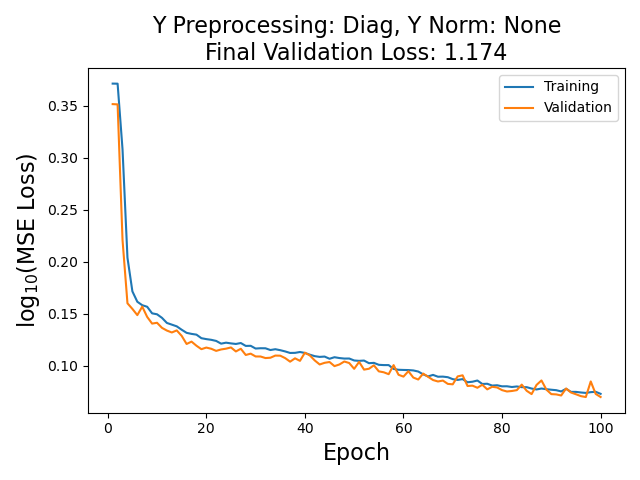 Y Preprocessing: Diag, Y Norm: None
Final Validation Loss: 1.174
Training
Validation
log₁₀(MSE Loss)
0.35
0.30
0.25
0.20
0.15
0.10
0 20 40 60 80 100
Epoch